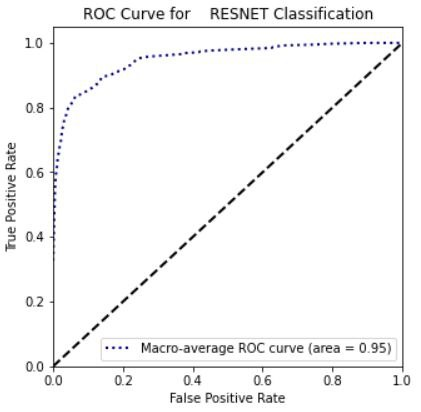 ROC Curve for RESNET Classification
1.0
0.8
0.6
0.4
0.2
0.0
True Positive Rate
Macro-average ROC curve (area = 0.95)
0.0 0.2 0.4 0.6 0.8 1.0
False Positive Rate